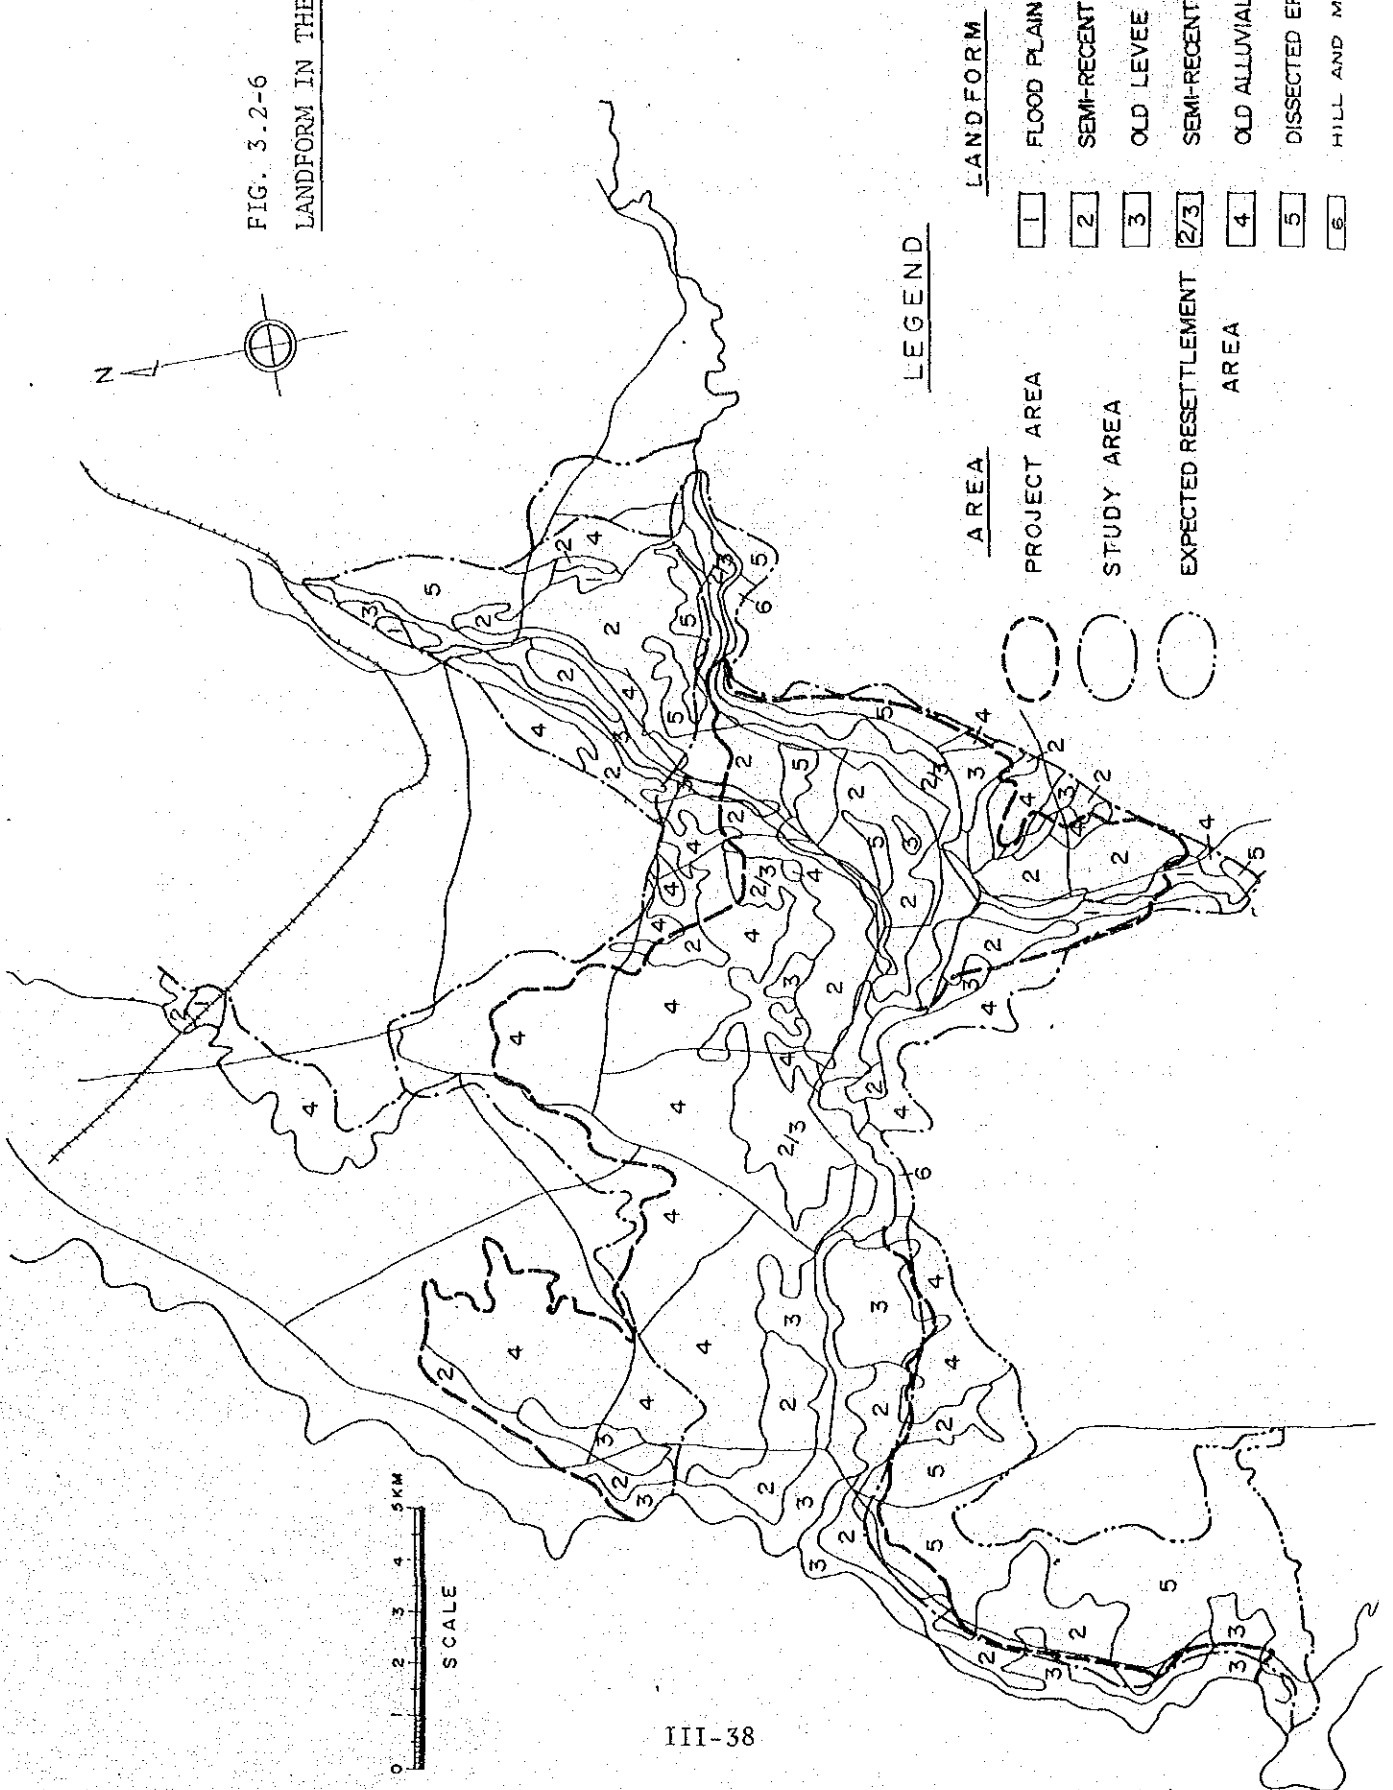 FIG. 3.2-6
LANDFORM IN THE
N
LEGEND
AREA
PROJECT AREA
STUDY AREA
EXPECTED RESETTLEMENT
AREA
LANDFORM
1 FLOOD PLAIN
2 SEMI-RECENT
3 OLD LEVEE
2/3 SEMI-RECENT
4 OLD ALLUVIAL
5 DISSECTED
6 HILL AND
0 1 2 3 4 5KM
SCALE
III-38